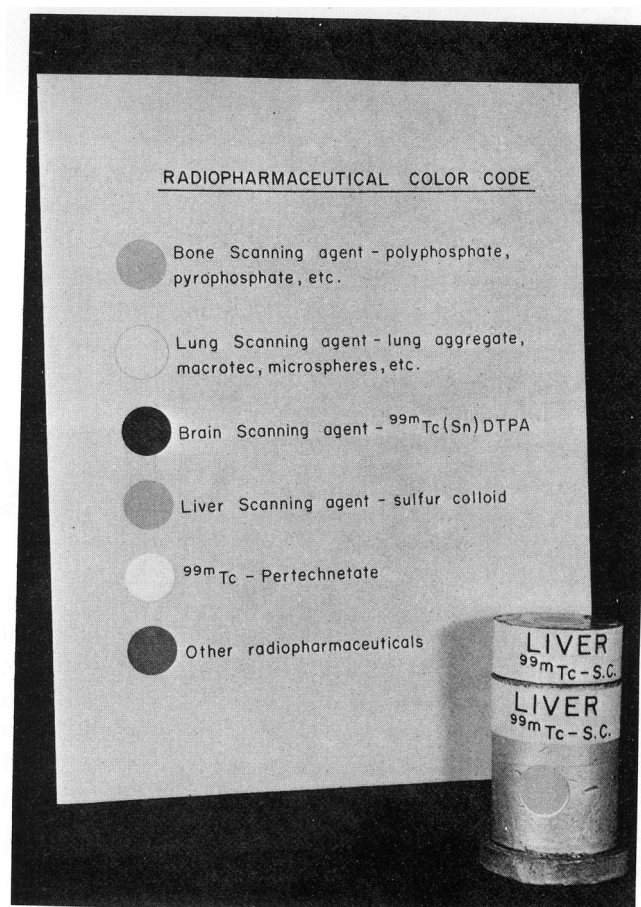 RADIOPHARMACEUTICAL COLOR CODE
Bone Scanning agent - polyphosphate,
pyrophosphate, etc.
Lung Scanning agent - lung aggregate,
macrotec, microspheres, etc.
Brain Scanning agent - 99mTc(Sn)DTPA
Liver Scanning agent - sulfur colloid
99mTc - Pertechnetate
Other radiopharmaceuticals
LIVER
99mTc-S.C.
LIVER
99mTc-S.C.